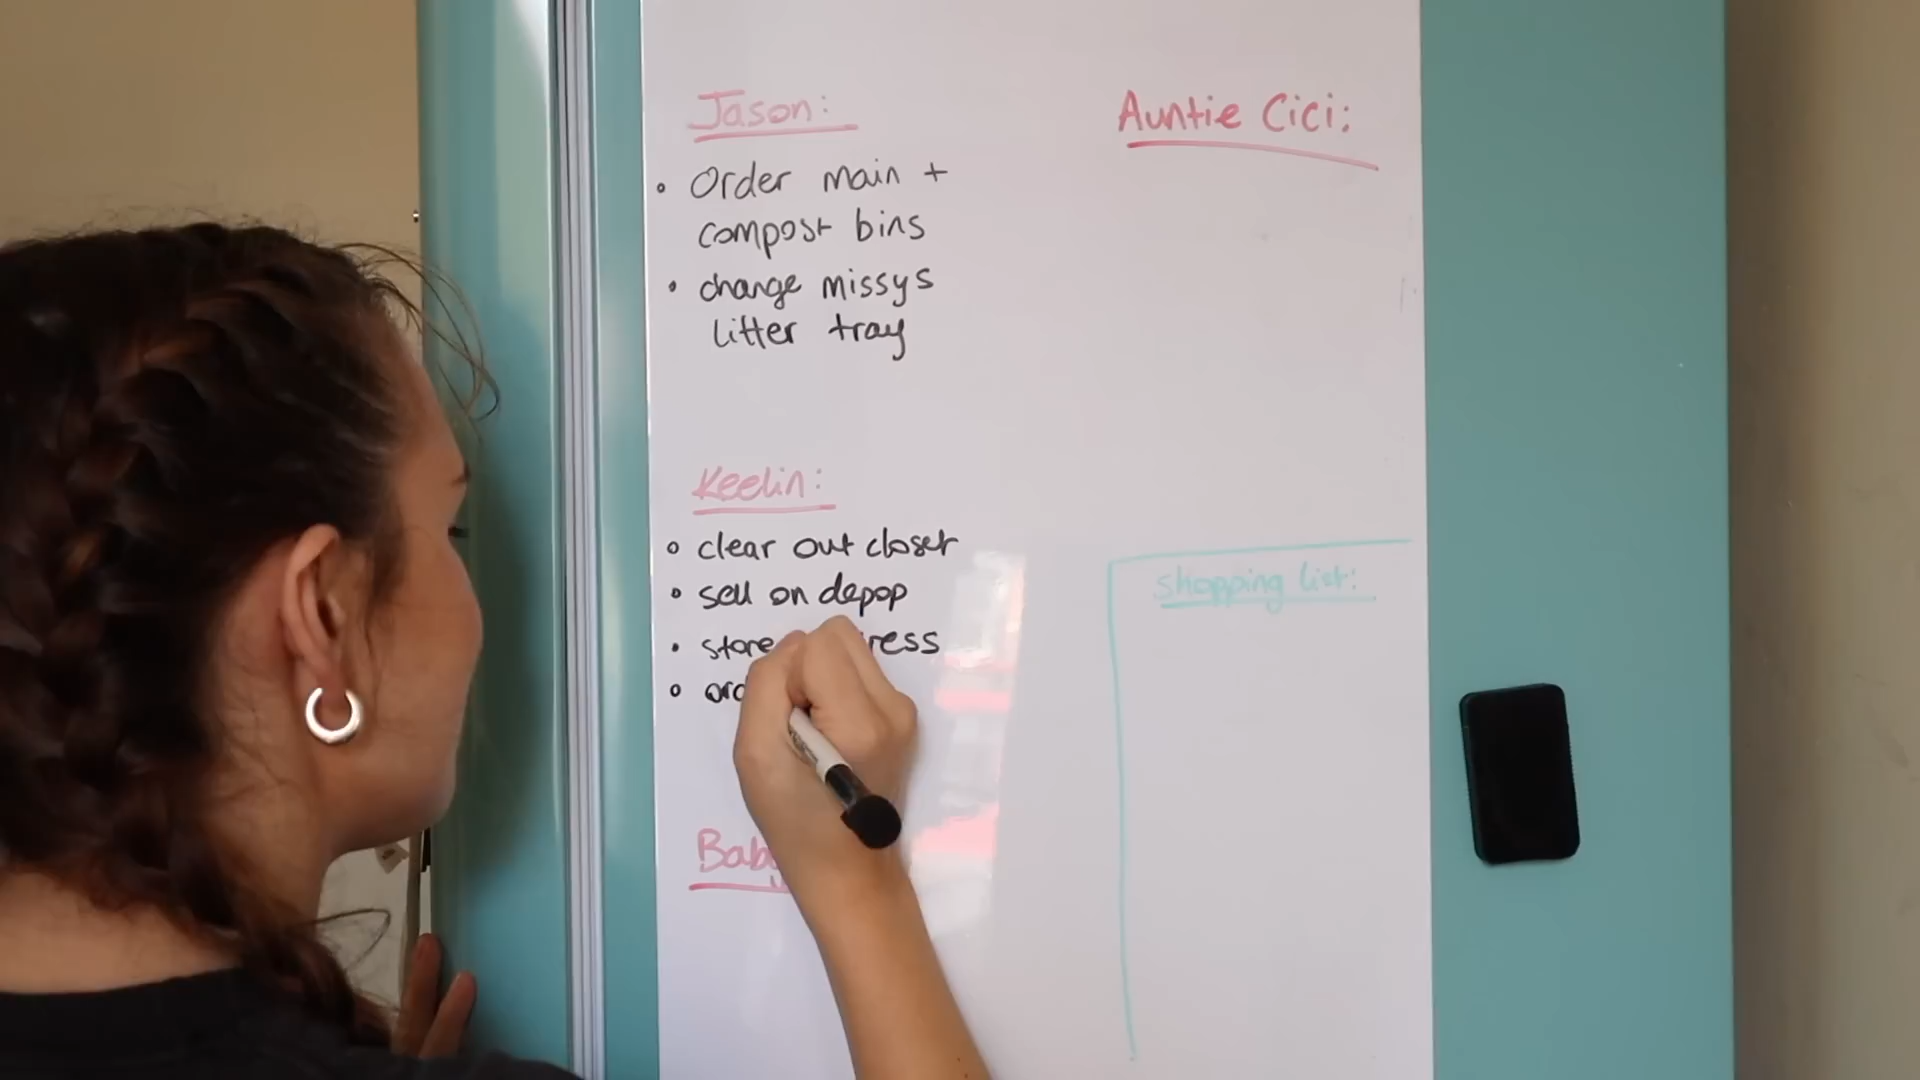 Jason:
• Order main +
compost bins
• change missys
litter tray
Keelin:
• clear out closet
• sell on depop
• store
• 
Auntie Cici:
shopping list: